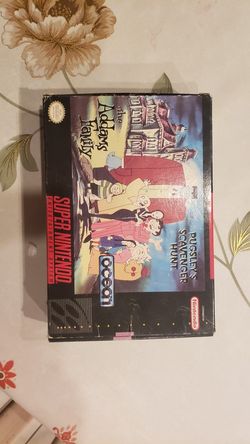 The
Addams
Family
PUGSLEY'S
SCAVENGER
HUNT
ocean
Nintendo
SUPER NINTENDO
ENTERTAINMENT SYSTEM